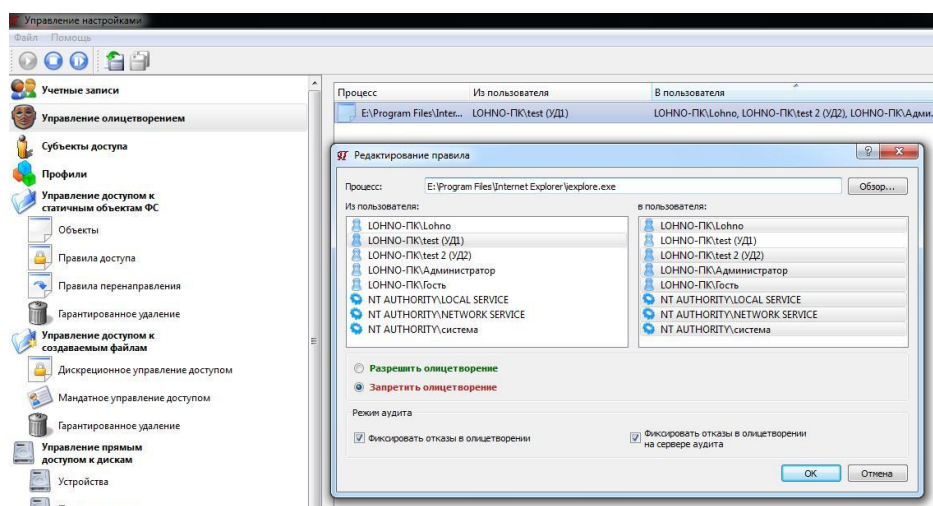 Управление настройками
Файл Помощь
Учетные записи
Управление олицетворением
Субъекты доступа
Профили
Управление доступом к
статичным объектам ФС
Объекты
Правила доступа
Правила перенаправления
Гарантированное удаление
Управление доступом к
создаваемым файлам
Дискреционное управление доступом
Мандатное управление доступом
Гарантированное удаление
Управление прямым
доступом к дискам
Устройства
Процесс Из пользователя В пользователя
E:\Program Files\Inter... LOHNO-ПК\test (УД1) LOHNO-ПК\Lohno, LOHNO-ПК\test 2 (УД2), LOHNO-ПК\Адми...
Редактирование правила
Процесс: E:\Program Files\Internet Explorer\iexplore.exe Обзор...
Из пользователя: в пользователя:
LOHNO-ПК\Lohno LOHNO-ПК\Lohno
LOHNO-ПК\test (УД1) LOHNO-ПК\test (УД1)
LOHNO-ПК\test 2 (УД2) LOHNO-ПК\test 2 (УД2)
LOHNO-ПК\Администратор LOHNO-ПК\Администратор
LOHNO-ПК\Гость LOHNO-ПК\Гость
NT AUTHORITY\LOCAL SERVICE NT AUTHORITY\LOCAL SERVICE
NT AUTHORITY\NETWORK SERVICE NT AUTHORITY\NETWORK SERVICE
NT AUTHORITY\система NT AUTHORITY\система
Разрешить олицетворение
Запретить олицетворение
Режим аудита
Фиксировать отказы в олицетворении Фиксировать отказы в олицетворении
на сервере аудита
OK Отмена